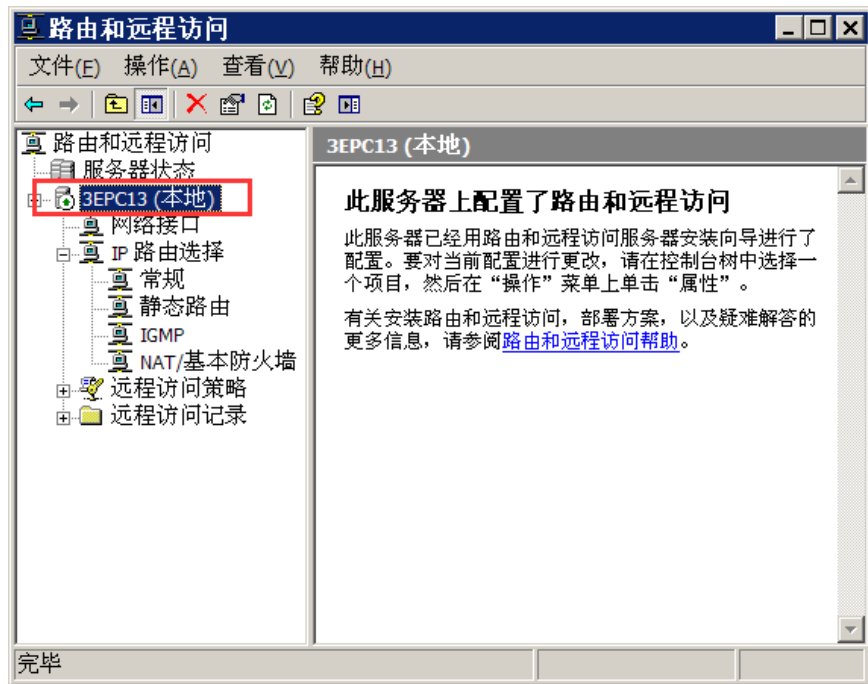 路由和远程访问
文件(F) 操作(A) 查看(V) 帮助(H)
路由和远程访问
服务器状态
3EPC13 (本地)
网络接口
IP 路由选择
常规
静态路由
IGMP
NAT/基本防火墙
远程访问策略
远程访问记录
3EPC13 (本地)
此服务器上配置了路由和远程访问
此服务器已经用路由和远程访问服务器安装向导进行了
配置。要对当前配置进行更改，请在控制台树中选择一
个项目，然后在“操作”菜单上单击“属性”。
有关安装路由和远程访问，部署方案，以及疑难解答的
更多信息，请参阅路由和远程访问帮助。
完毕